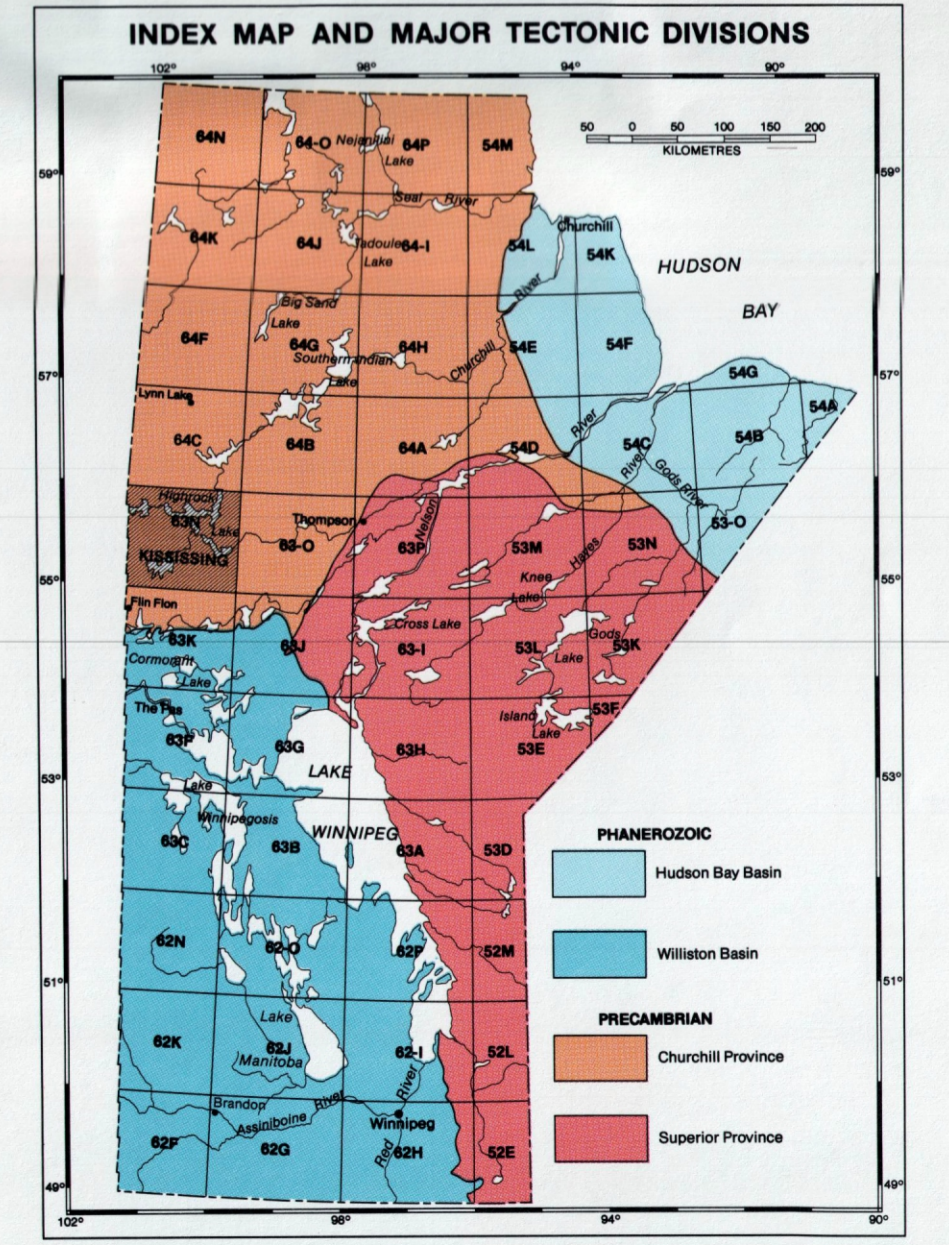 INDEX MAP AND MAJOR TECTONIC DIVISIONS
102° 98° 94° 90°
50 0 50 100 150 200
KILOMETRES
64N 64-O Nejanilini 64P 54M
Lake
59° 59°
Seal River
Churchill
64K 64J Tadoule 64-I 54L 54K
Lake
HUDSON
BAY
River
Big Sand
Lake
64F 64G 64H 54E 54F
Southern Indian
Lake
Churchill
57° 57°
54G
Lynn Lake
54A
River
64C 64B 64A 54D 54C 54B
River
Gods River
Highrock
63N Lake
Thompson
Nelson
53-O
KISSISSING
63-O 63P 53M Hayes 53N
Knee
Lake
55° 55°
Flin Flon
Cross Lake
63K 63J 63-I 53L Gods 53K
Lake
Cormorant
Lake
The Pas
Island
Lake
53F
63F 63G 63H 53E
LAKE
WINNIPEG
53° 53°
Lake
Winnipegosis
63C 63B 63A 53D
PHANEROZOIC
Hudson Bay Basin
62N 62-O 62P 52M
Williston Basin
51° 51°
Lake
Manitoba
PRECAMBRIAN
62K 62J 62-I 52L
Churchill Province
River
Brandon
Assiniboine River
Winnipeg
Superior Province
62F 62G Red 62H 52E
49° 49°
102° 98° 94° 90°